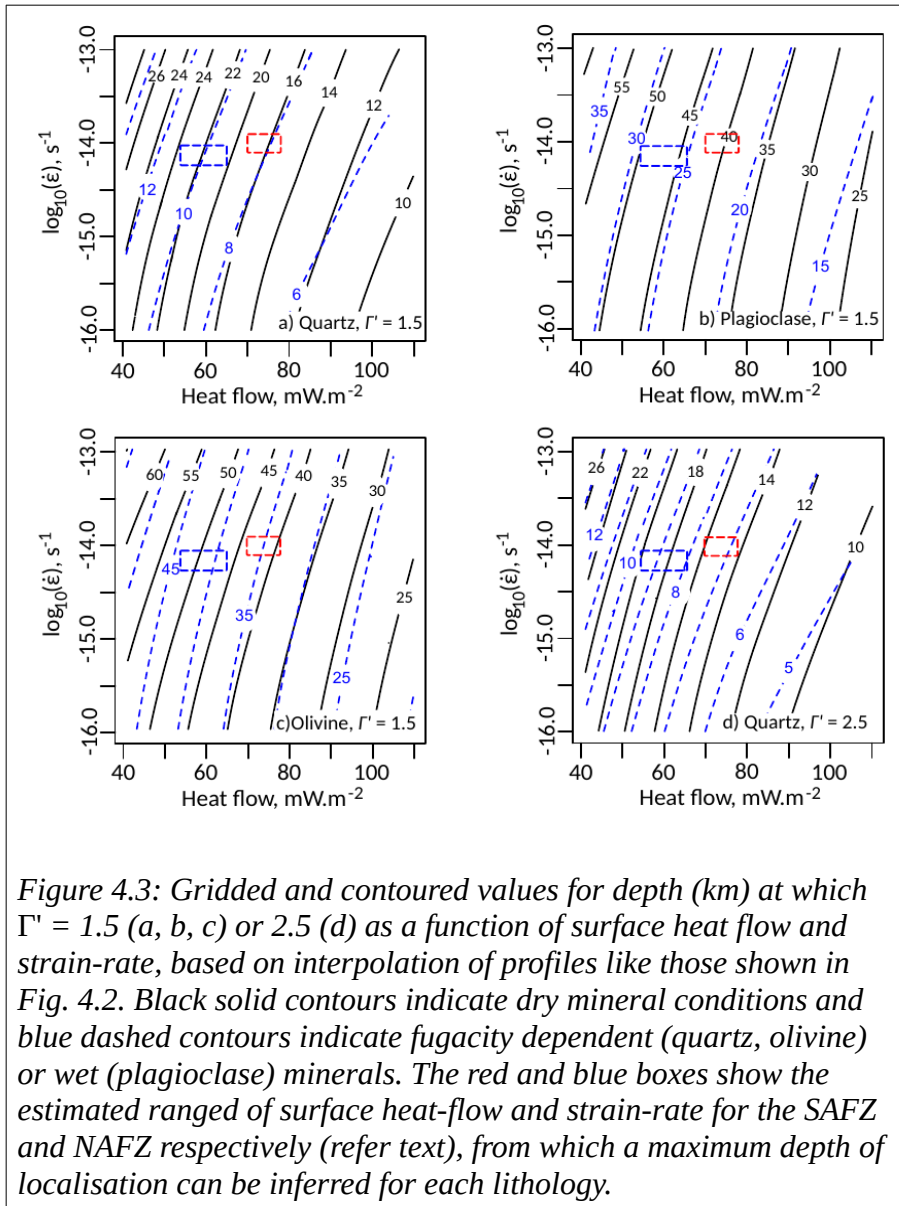 -13.0
-14.0
-15.0
-16.0
log10(ε̇), s-1
26 24 24 22 20 16 14 12 10
12 10 8 6
a) Quartz, Γ' = 1.5
40 60 80 100
Heat flow, mW.m-2
-13.0
-14.0
-15.0
-16.0
log10(ε̇), s-1
55 50 45 40 35 30 25
35 30 25 20 15
b) Plagioclase, Γ' = 1.5
40 60 80 100
Heat flow, mW.m-2
-13.0
-14.0
-15.0
-16.0
log10(ε̇), s-1
60 55 50 45 40 35 30 25
45 35 25
c)Olivine, Γ' = 1.5
40 60 80 100
Heat flow, mW.m-2
-13.0
-14.0
-15.0
-16.0
log10(ε̇), s-1
26 22 18 14 12 10
12 10 8 6 5
d) Quartz, Γ' = 2.5
40 60 80 100
Heat flow, mW.m-2
Figure 4.3: Gridded and contoured values for depth (km) at which
Γ' = 1.5 (a, b, c) or 2.5 (d) as a function of surface heat flow and
strain-rate, based on interpolation of profiles like those shown in
Fig. 4.2. Black solid contours indicate dry mineral conditions and
blue dashed contours indicate fugacity dependent (quartz, olivine)
or wet (plagioclase) minerals. The red and blue boxes show the
estimated ranged of surface heat-flow and strain-rate for the SAFZ
and NAFZ respectively (refer text), from which a maximum depth of
localisation can be inferred for each lithology.